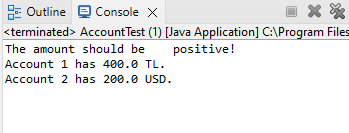 Outline Console
<terminated> AccountTest (1) [Java Application] C:\Program Files
The amount should be    positive!
Account 1 has 400.0 TL.
Account 2 has 200.0 USD.